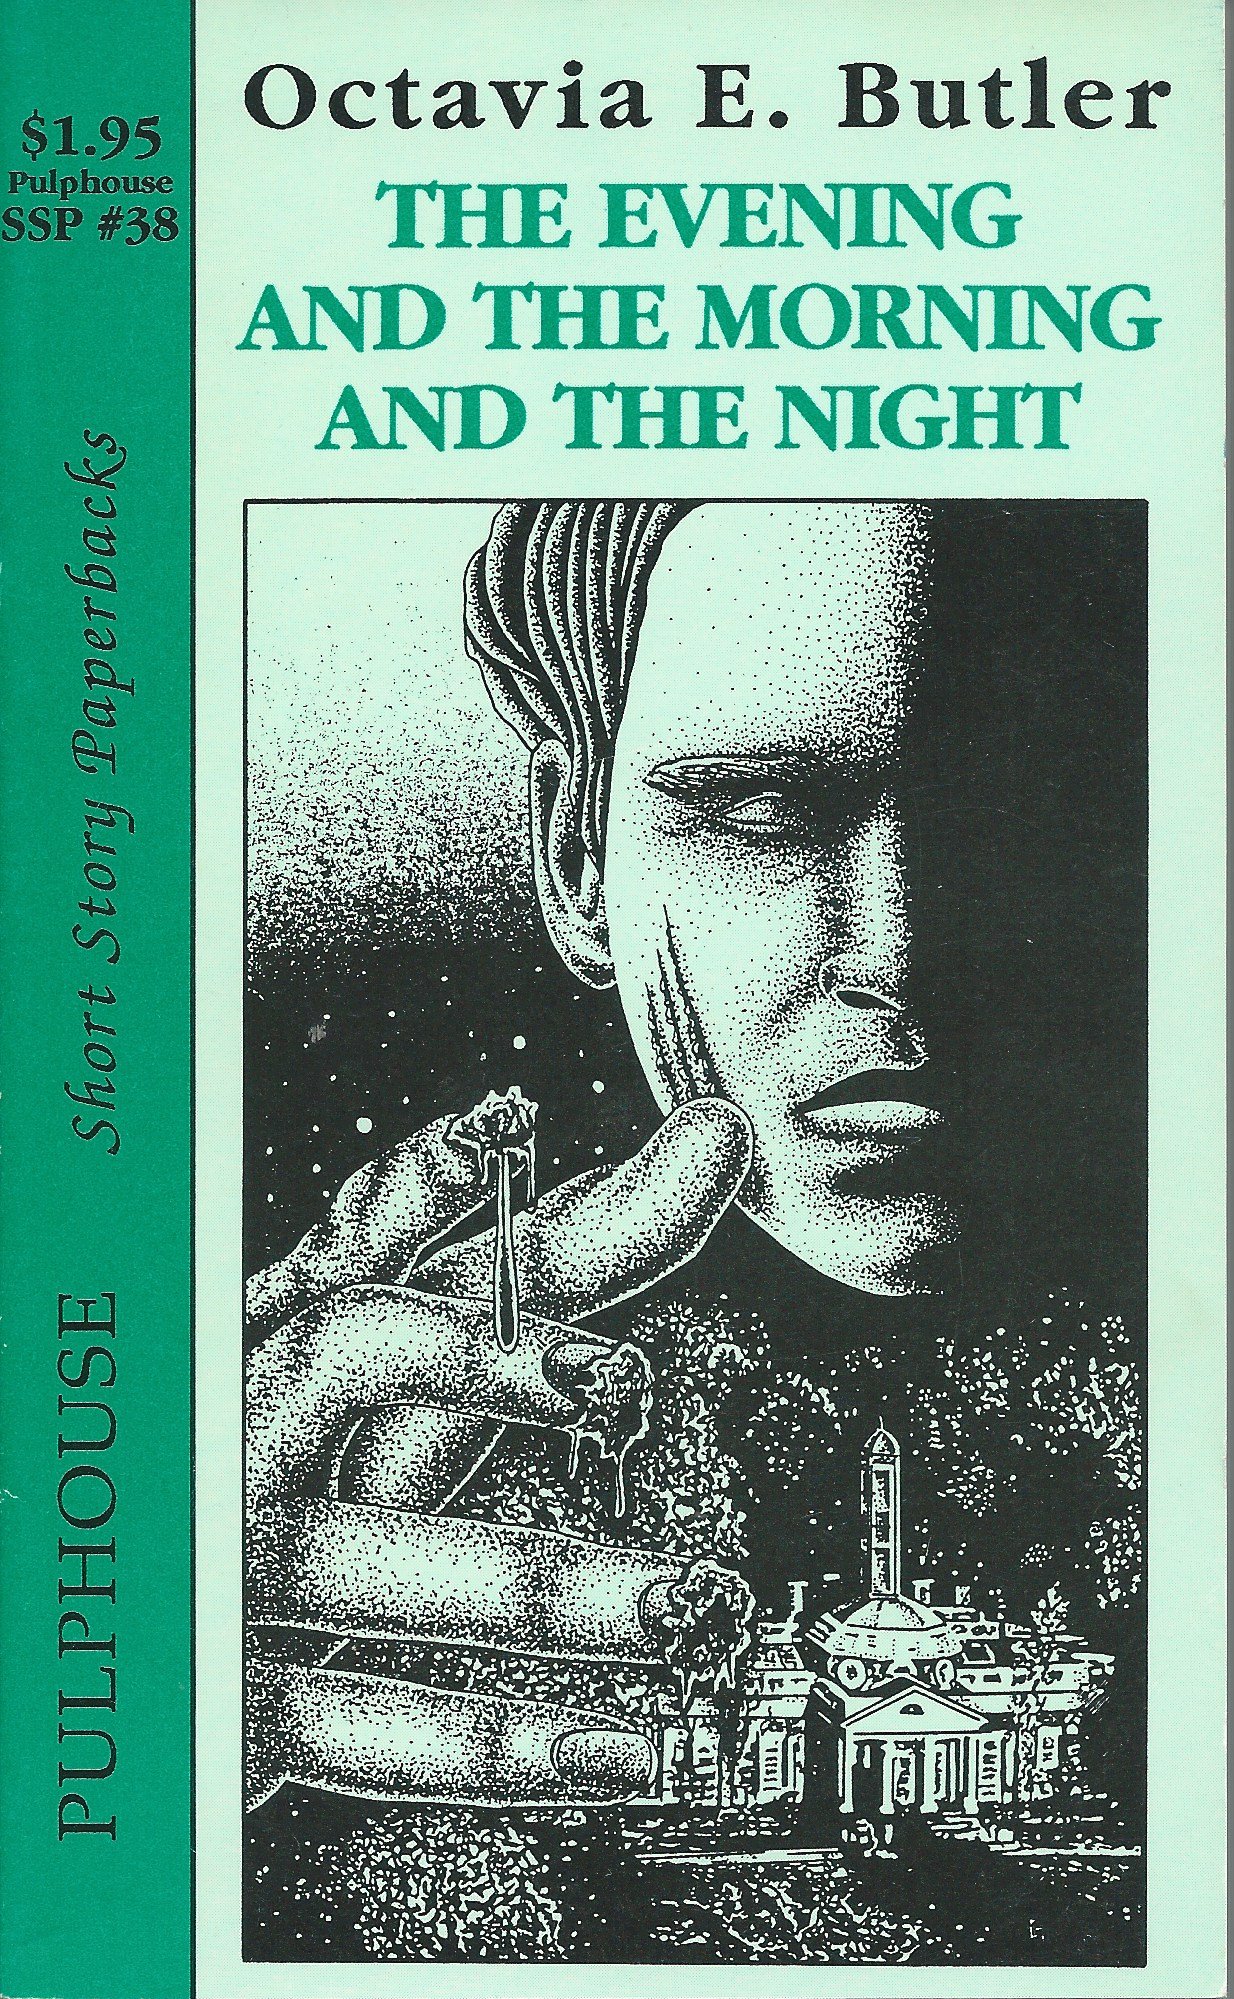 $1.95
Pulphouse
SSP #38
Octavia E. Butler
THE EVENING
AND THE MORNING
AND THE NIGHT
PULPHOUSE Short Story Paperbacks